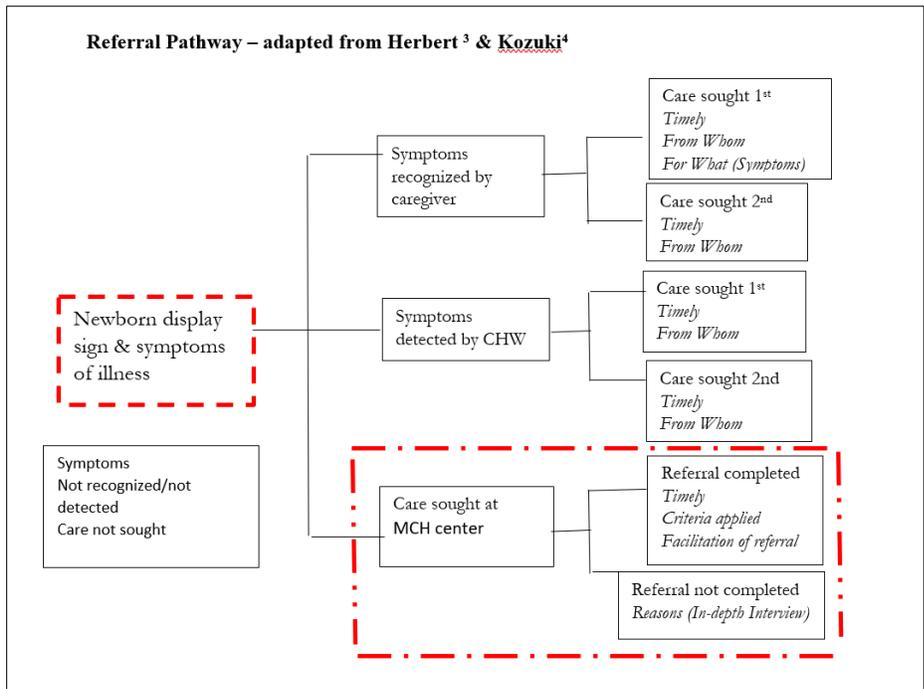 Referral Pathway – adapted from Herbert ³ & Kozuki⁴
Care sought 1ˢᵗ
Timely
From Whom
For What (Symptoms)
Symptoms
recognized by
caregiver
Care sought 2ⁿᵈ
Timely
From Whom
Newborn display
sign & symptoms
of illness
Symptoms
detected by CHW
Care sought 1ˢᵗ
Timely
From Whom
Care sought 2nd
Timely
From Whom
Symptoms
Not recognized/not
detected
Care not sought
Care sought at
MCH center
Referral completed
Timely
Criteria applied
Facilitation of referral
Referral not completed
Reasons (In-depth Interview)